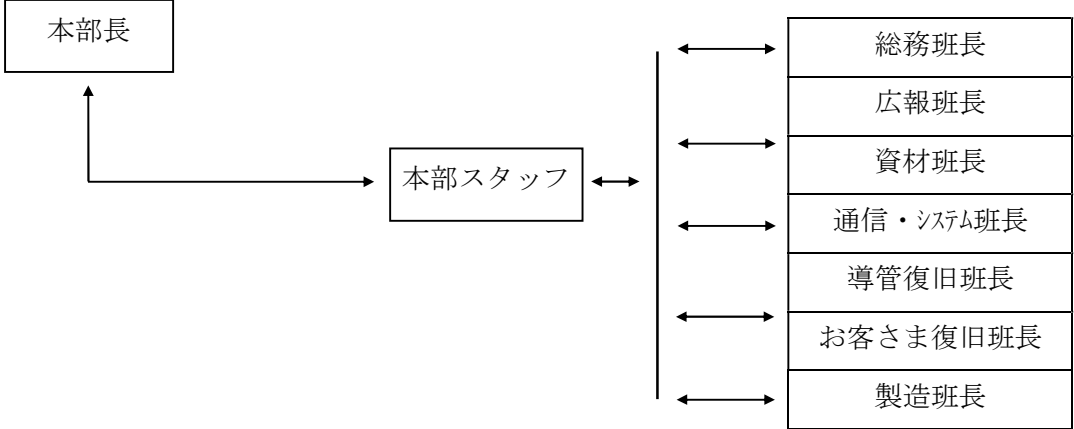 本部長
本部スタッフ
総務班長
広報班長
資材班長
通信・ｼｽﾃﾑ班長
導管復旧班長
お客さま復旧班長
製造班長